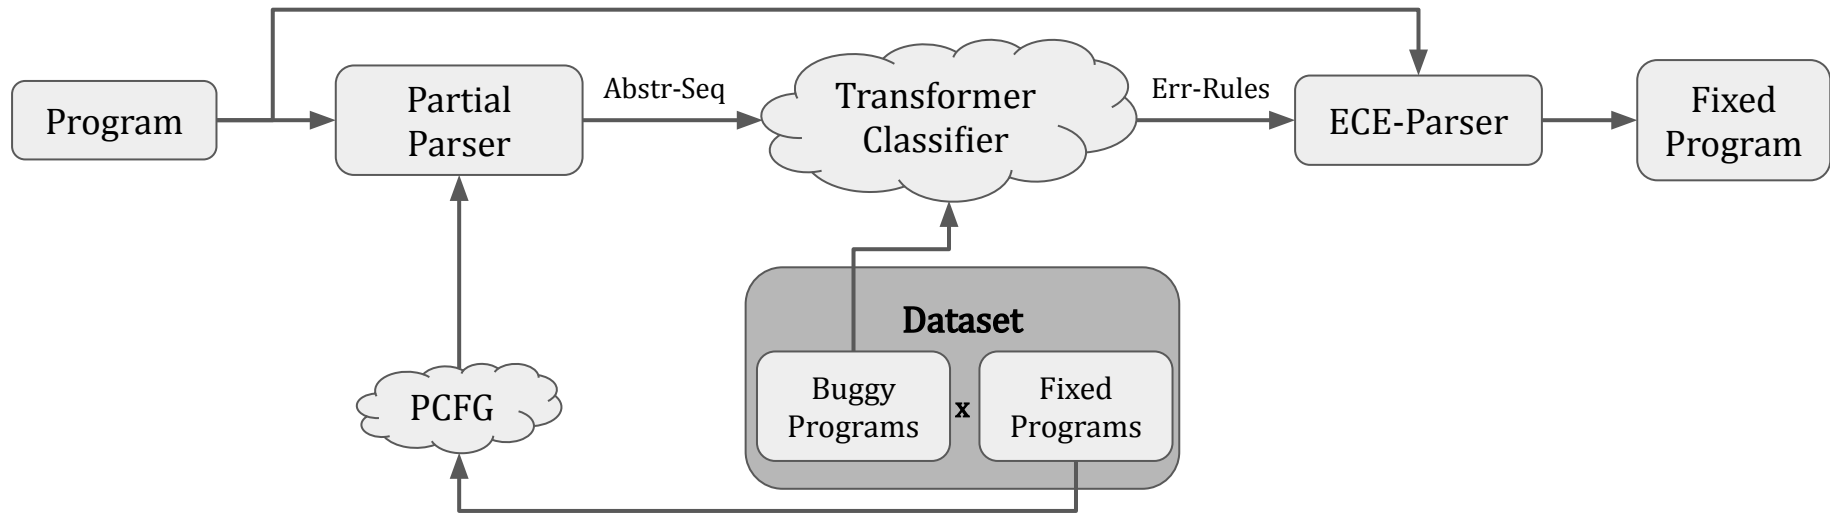 Program
Partial
Parser
Abstr-Seq
Transformer
Classifier
Err-Rules
ECE-Parser
Fixed
Program
Dataset
PCFG
Buggy
Programs
x
Fixed
Programs